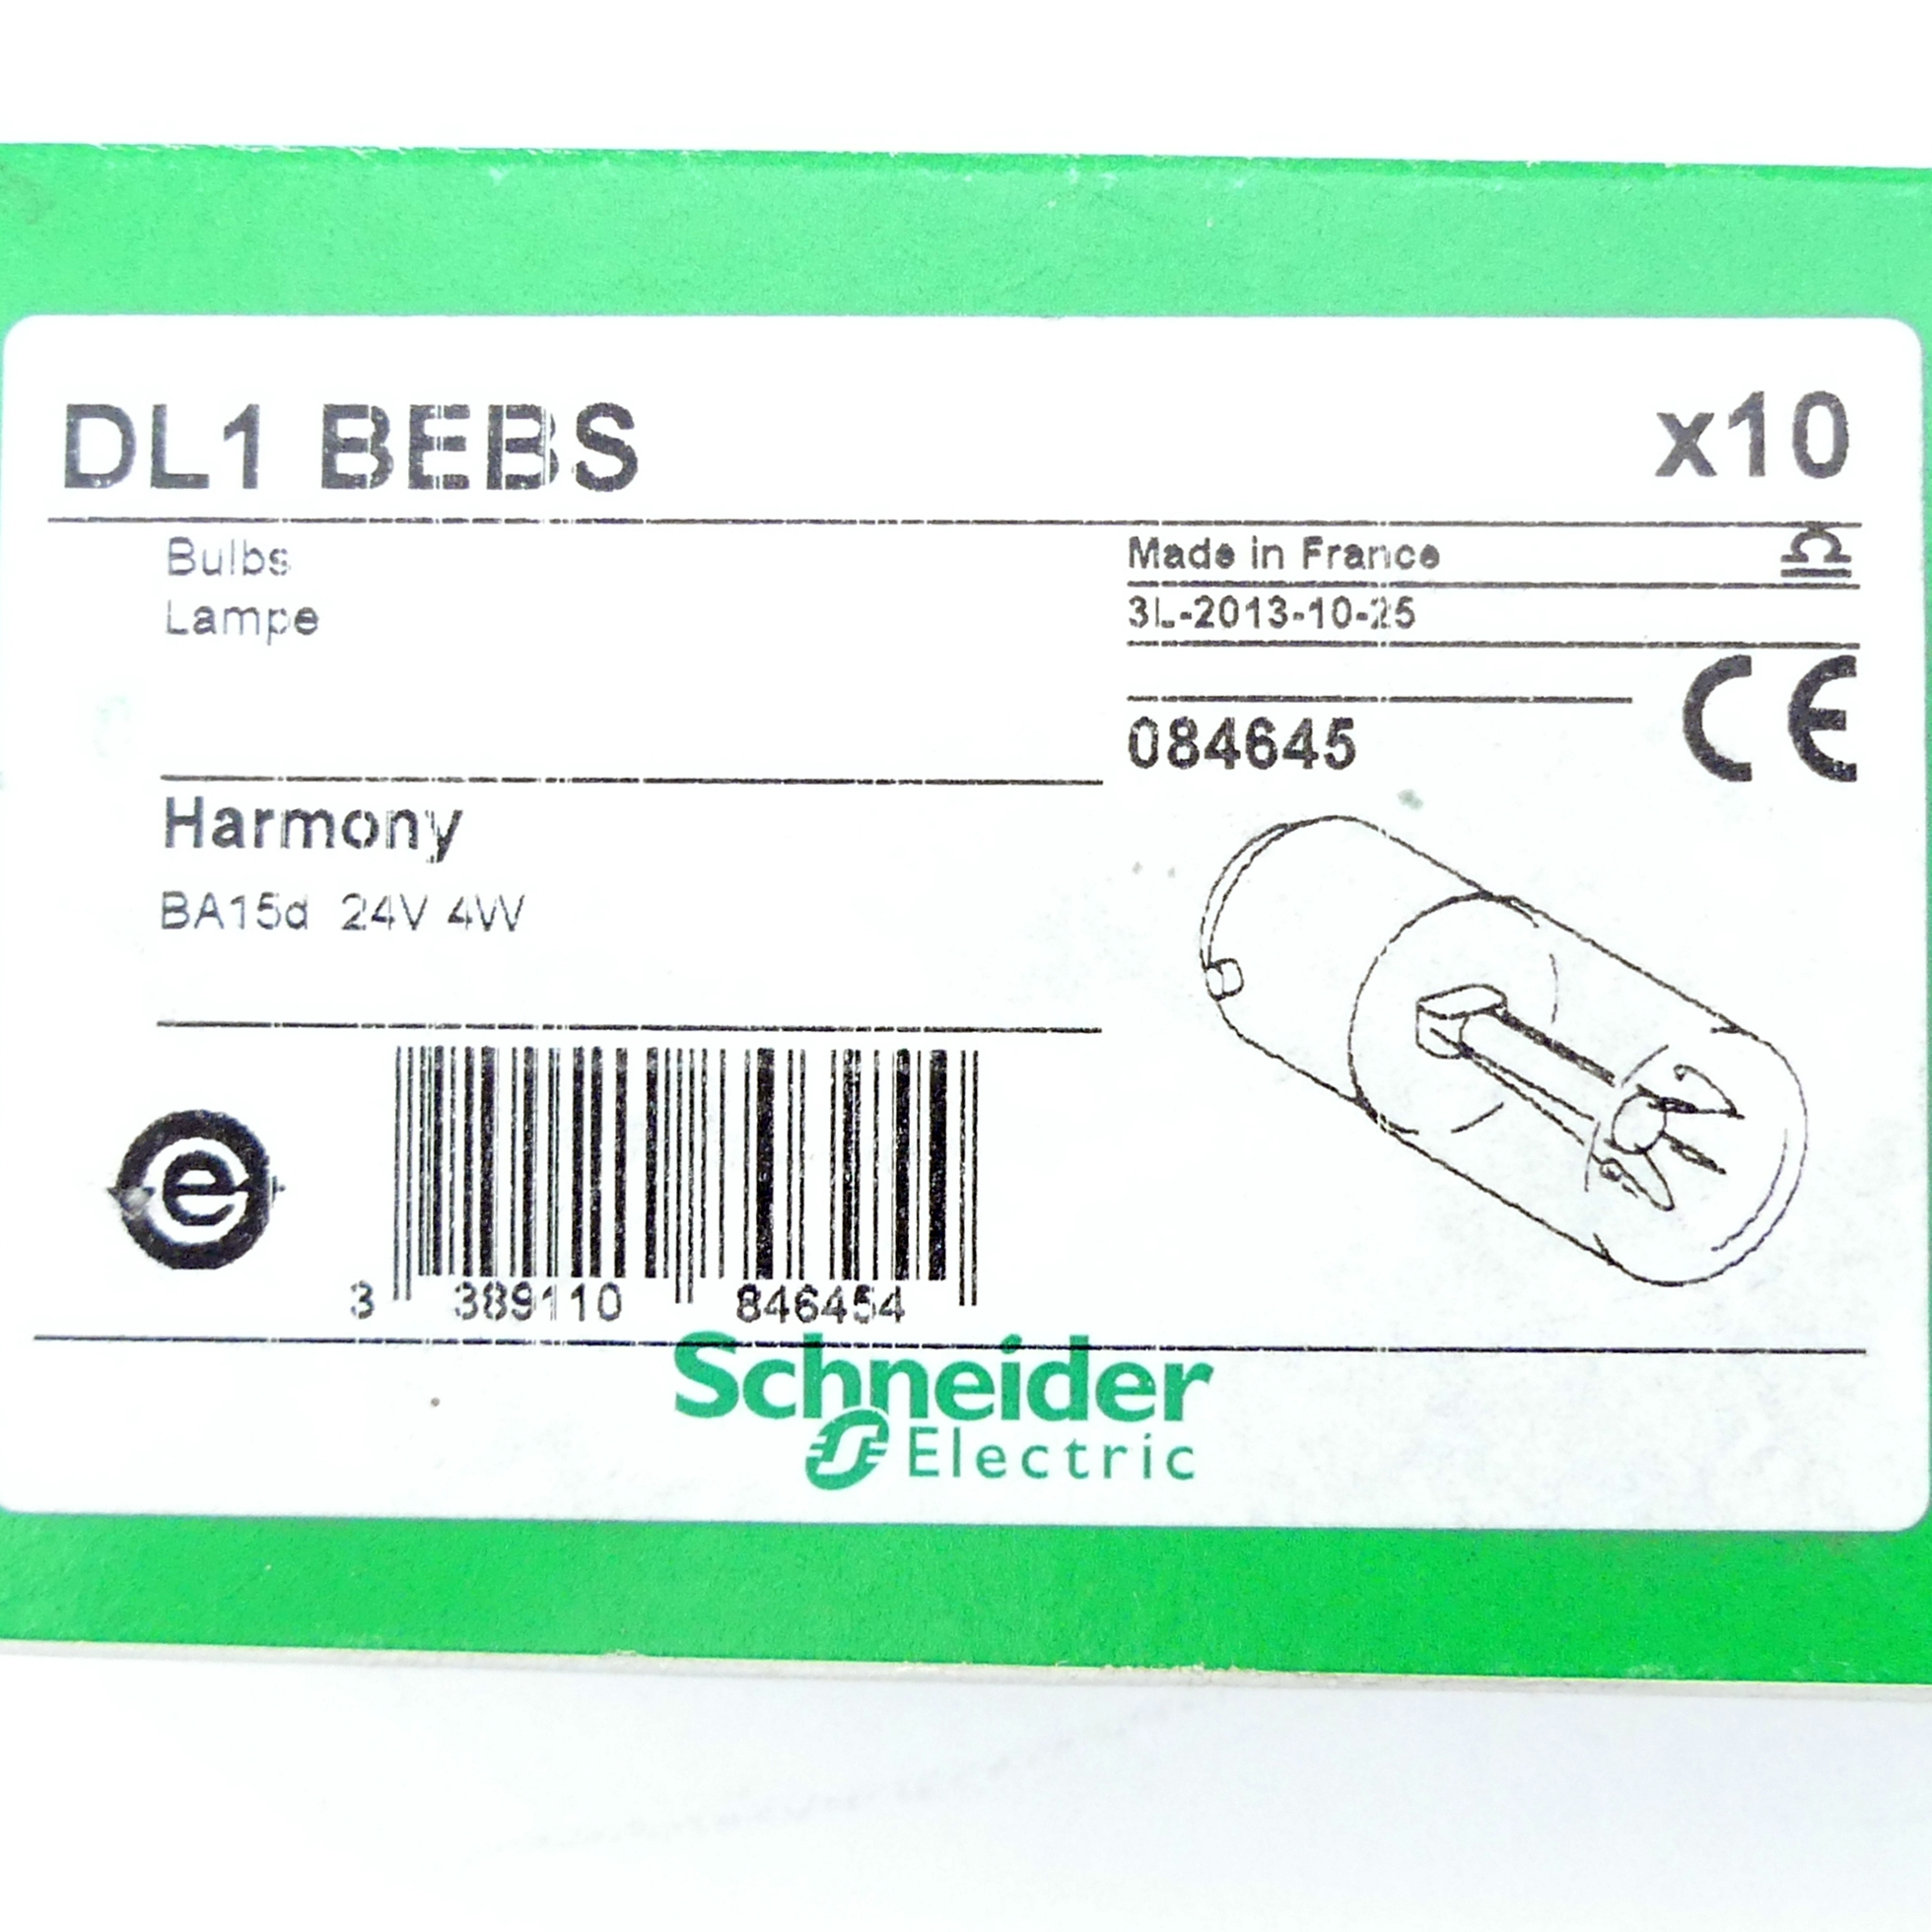 DL1 BEBS x10
Bulbs
Lampe
Made in France
3L-2013-10-25
084645
CE
Harmony
BA15d 24V 4W
e
3 389110 846454
Schneider
Electric